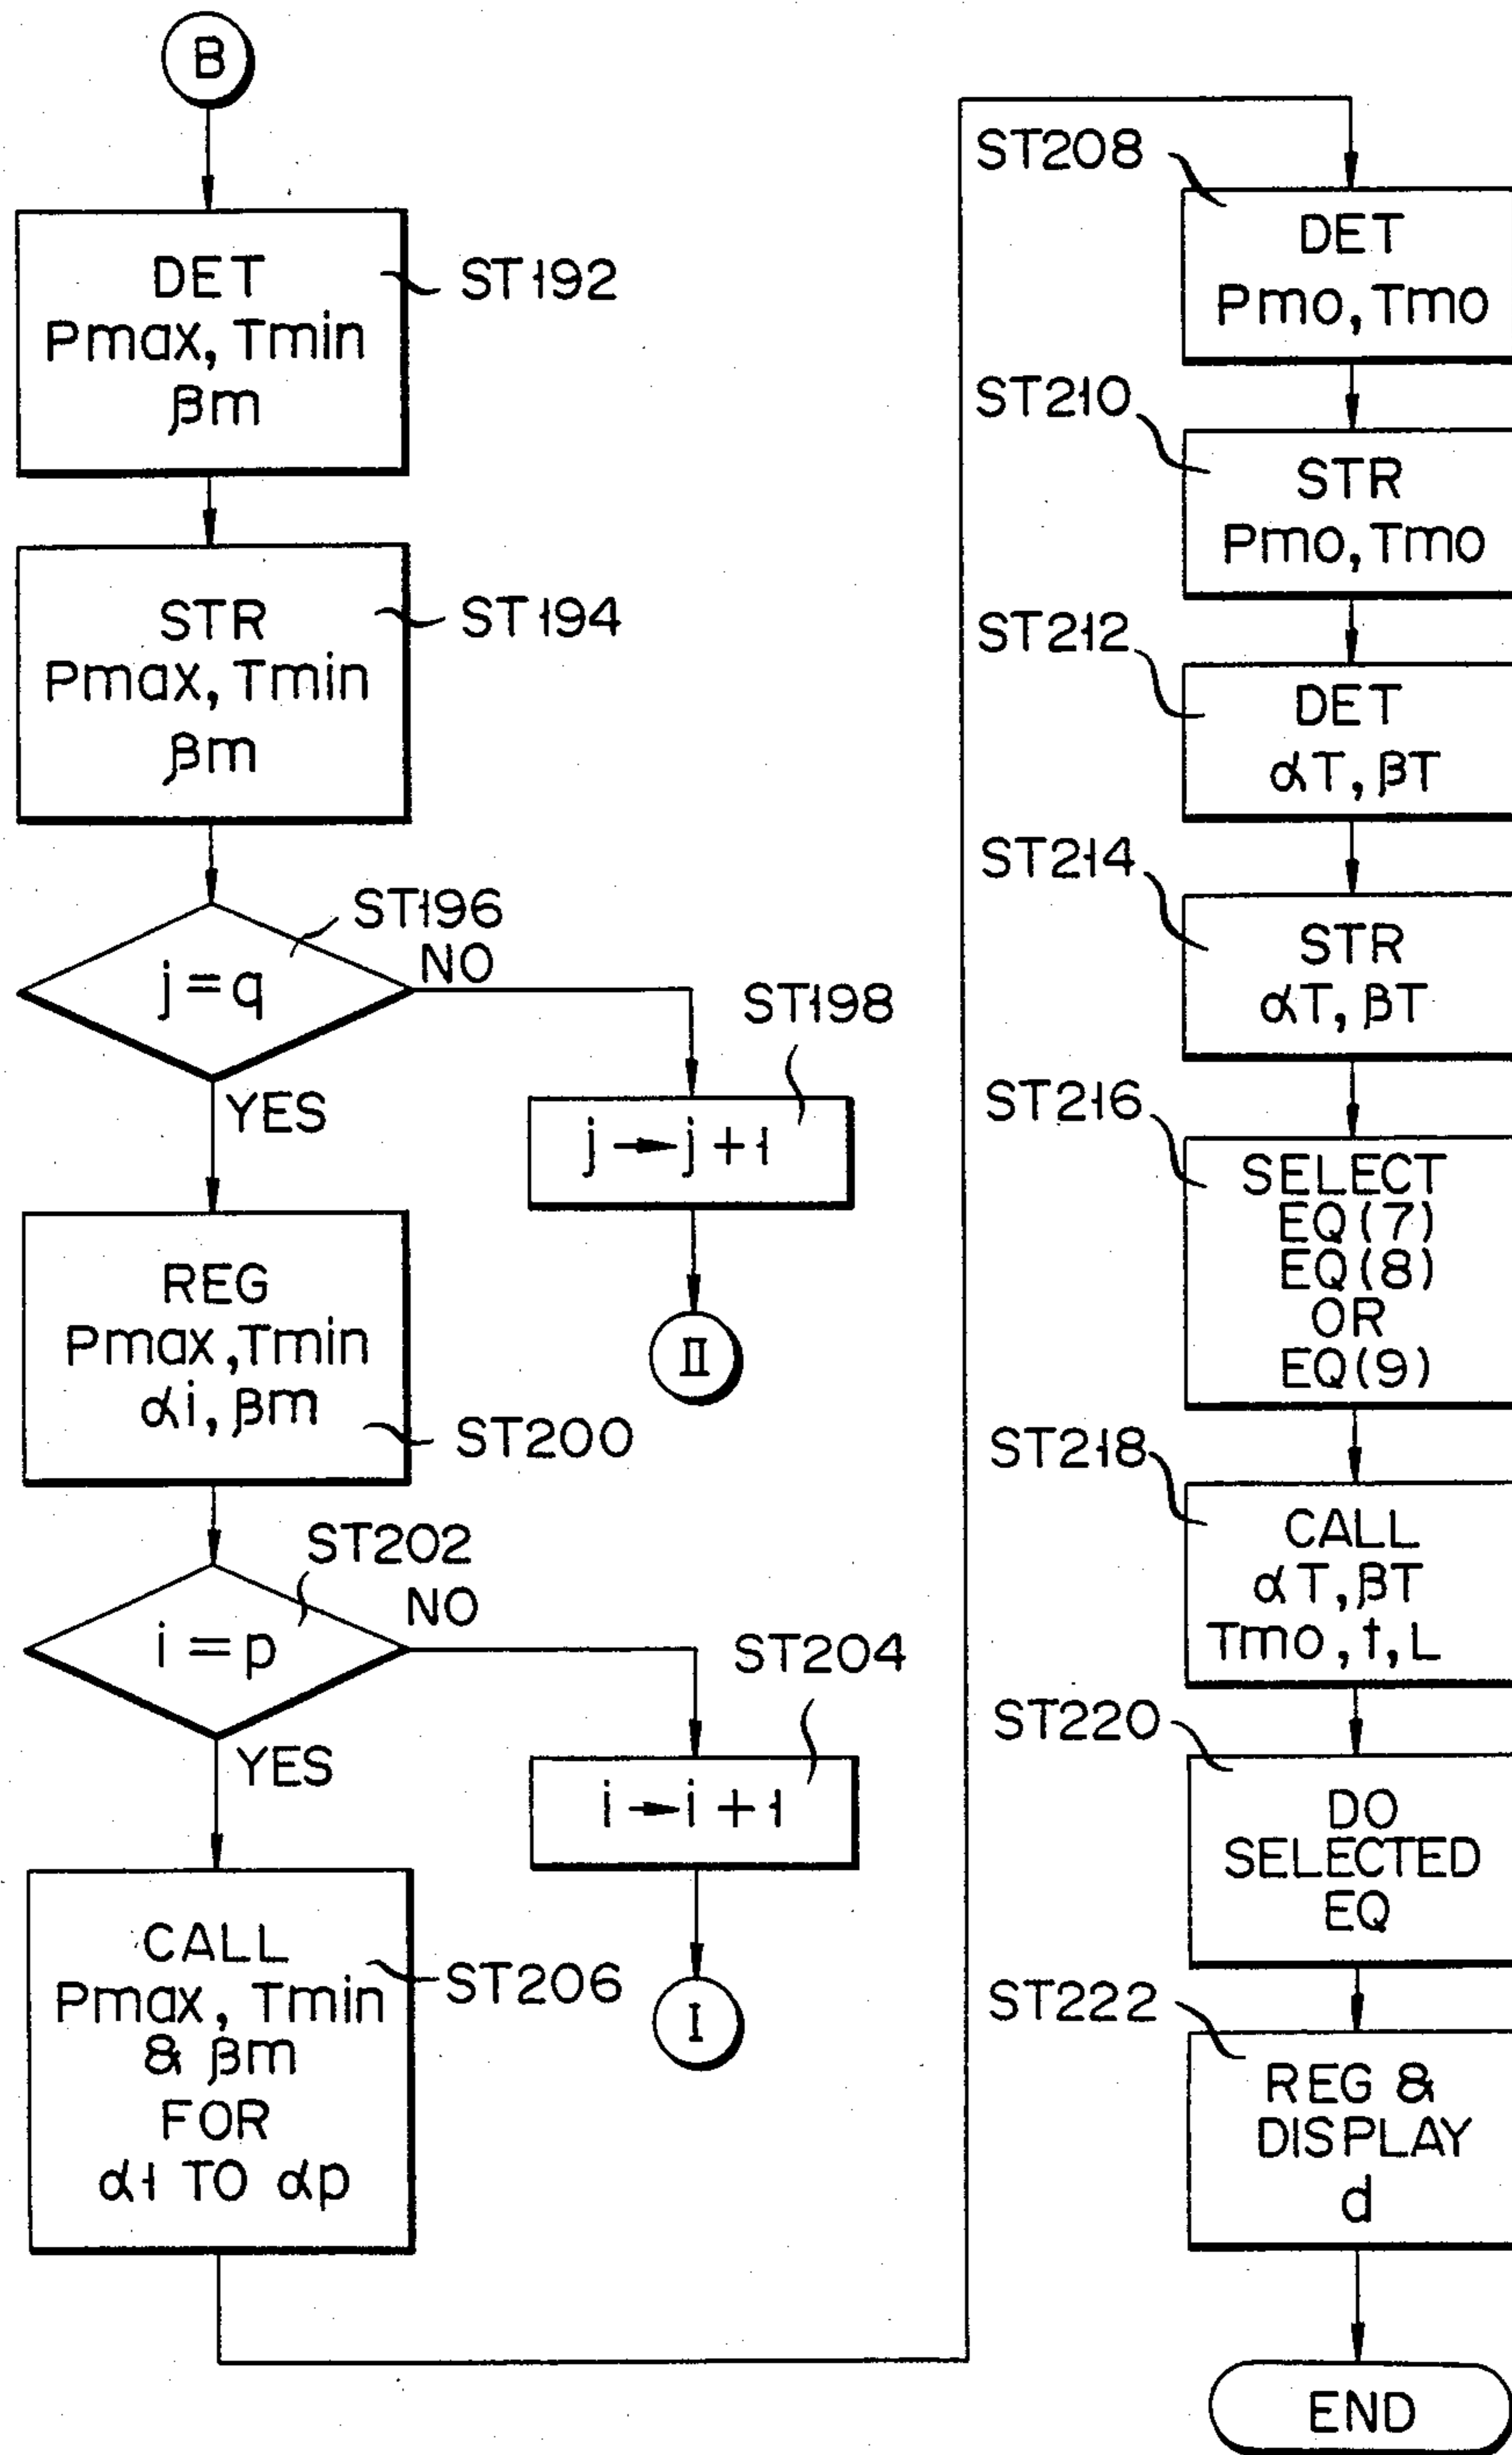 B
DET
Pmax, Tmin
βm
ST192
STR
Pmax, Tmin
βm
ST194
ST196
j=q
NO
YES
ST198
j→j+1
II
REG
Pmax, Tmin
αi, βm
ST200
ST202
i=p
NO
YES
ST204
i→i+1
I
CALL
Pmax, Tmin
& βm
FOR
α1 TO αp
ST206
ST208
DET
Pmo, Tmo
ST210
STR
Pmo, Tmo
ST212
DET
αT, βT
ST214
STR
αT, βT
ST216
SELECT
EQ(7)
EQ(8)
OR
EQ(9)
ST218
CALL
αT, βT
Tmo, t, L
ST220
DO
SELECTED
EQ
ST222
REG &
DISPLAY
d
END